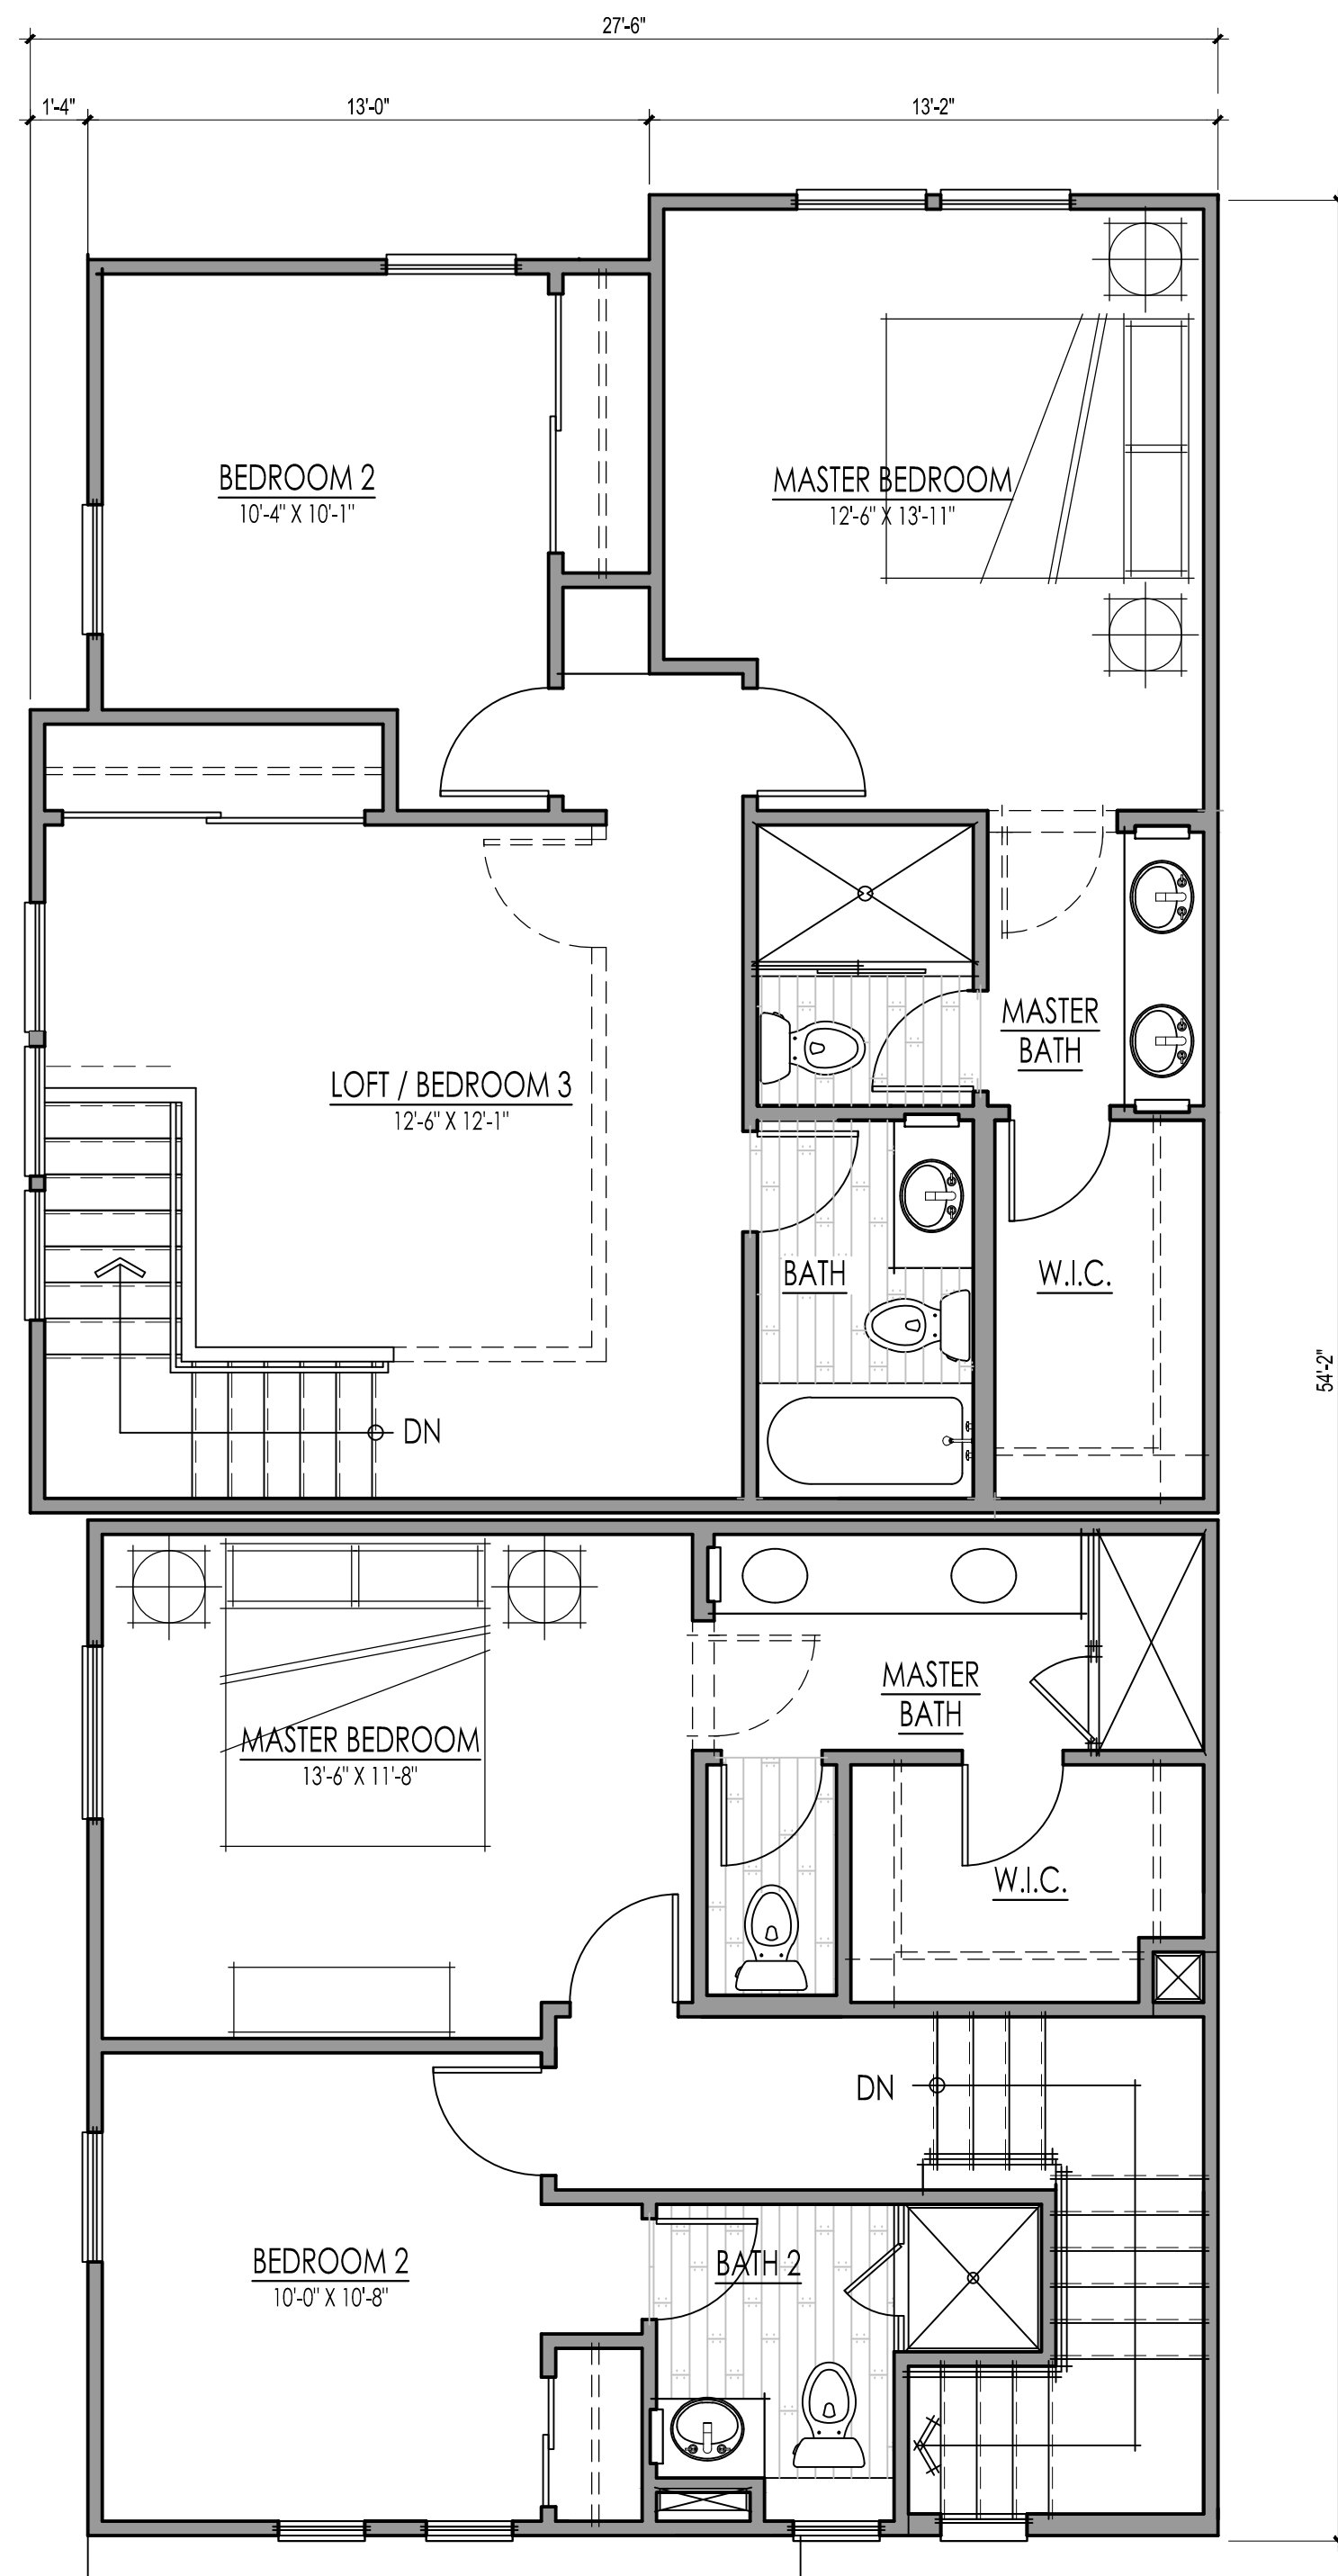 27'-6"
1'-4"
13'-0"
13'-2"
BEDROOM 2
10'-4" X 10'-1"
MASTER BEDROOM
12'-6" X 13'-11"
MASTER
BATH
LOFT / BEDROOM 3
12'-6" X 12'-1"
BATH
W.I.C.
54'-2"
DN
MASTER
BATH
MASTER BEDROOM
13'-6" X 11'-8"
W.I.C.
DN
BEDROOM 2
10'-0" X 10'-8"
BATH 2